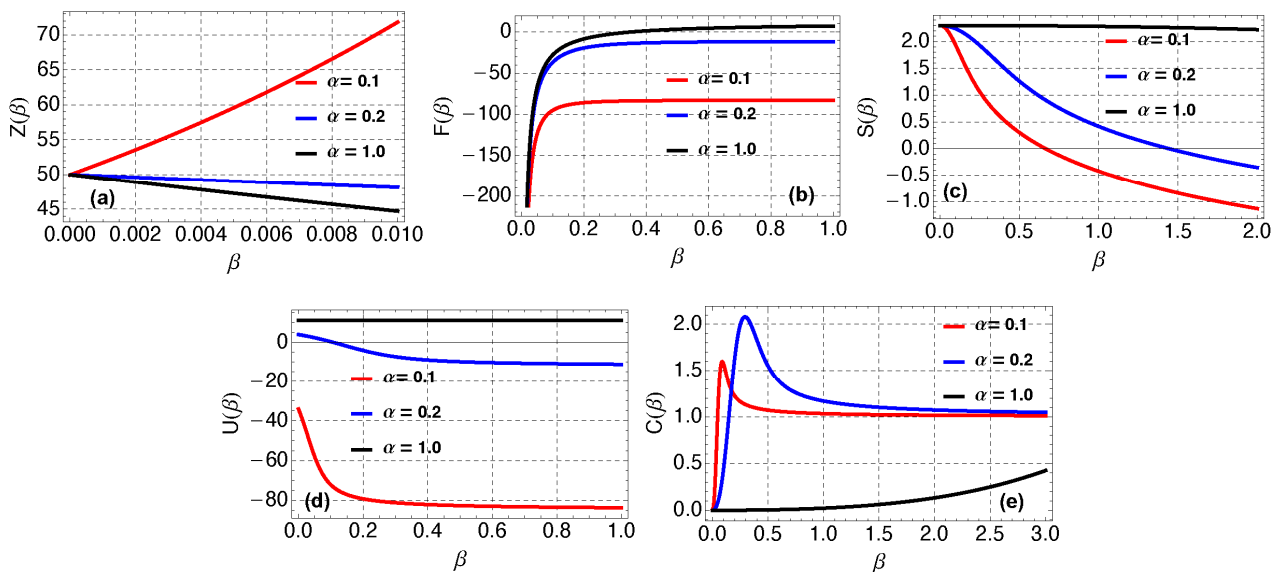 Z(β)
70
65
60
55
50
45
α= 0.1
α = 0.2
α = 1.0
(a)
0.000 0.002 0.004 0.006 0.008 0.010
β
F(β)
0
−50
−100
−150
−200
α = 0.1
α = 0.2
α = 1.0
(b)
0.0 0.2 0.4 0.6 0.8 1.0
β
S(β)
2.0
1.5
1.0
0.5
0.0
−0.5
−1.0
α= 0.1
α = 0.2
α = 1.0
(c)
0.0 0.5 1.0 1.5 2.0
β
U(β)
0
−20
−40
−60
−80
α= 0.1
α = 0.2
α = 1.0
(d)
0.0 0.2 0.4 0.6 0.8 1.0
β
C(β)
2.0
1.5
1.0
0.5
0.0
α= 0.1
α = 0.2
α = 1.0
(e)
0.0 0.5 1.0 1.5 2.0 2.5 3.0
β